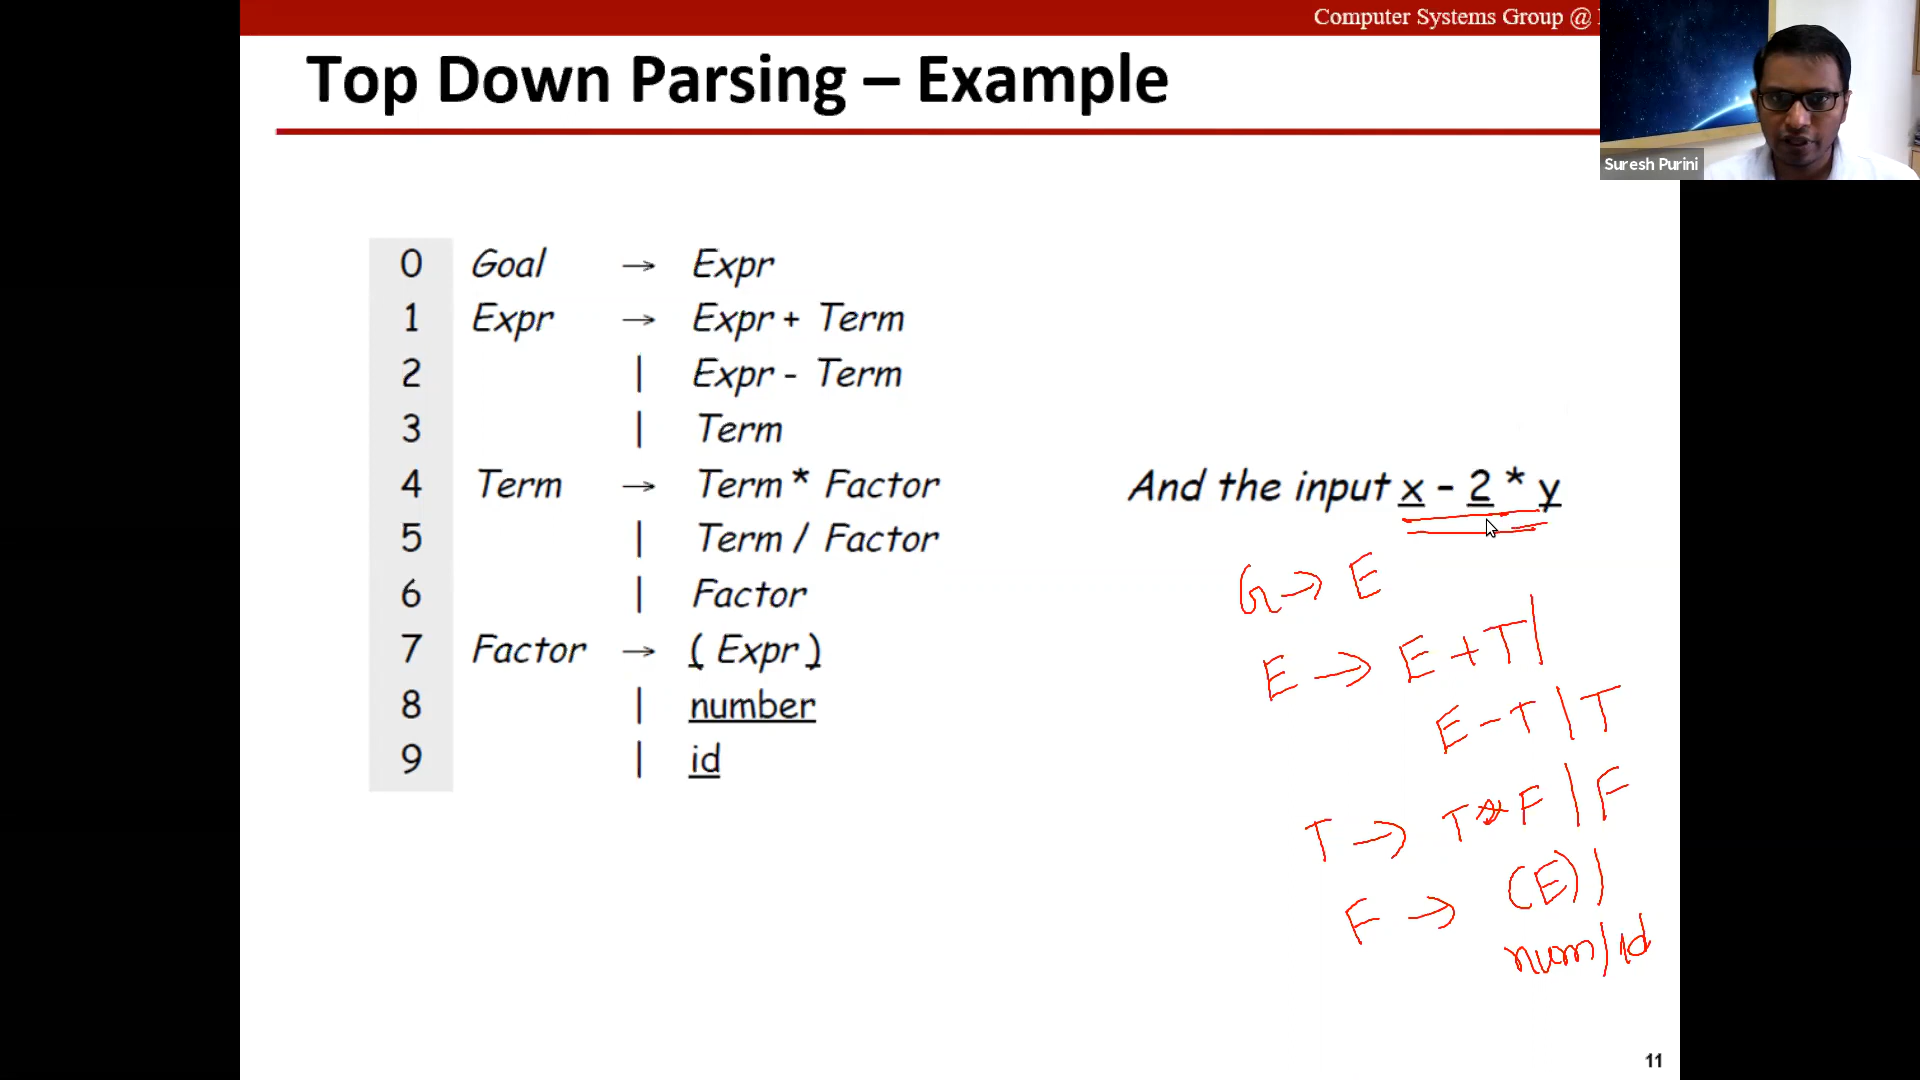 Computer Systems Group @
Top Down Parsing – Example
Suresh Purini
0 Goal → Expr
1 Expr → Expr + Term
2 | Expr - Term
3 | Term
4 Term → Term * Factor
5 | Term / Factor
6 | Factor
7 Factor → ( Expr )
8 | number
9 | id
And the input x - 2 * y
G → E
E → E + T |
E - T | T
T → T * F | F
F → (E) |
num | id
11